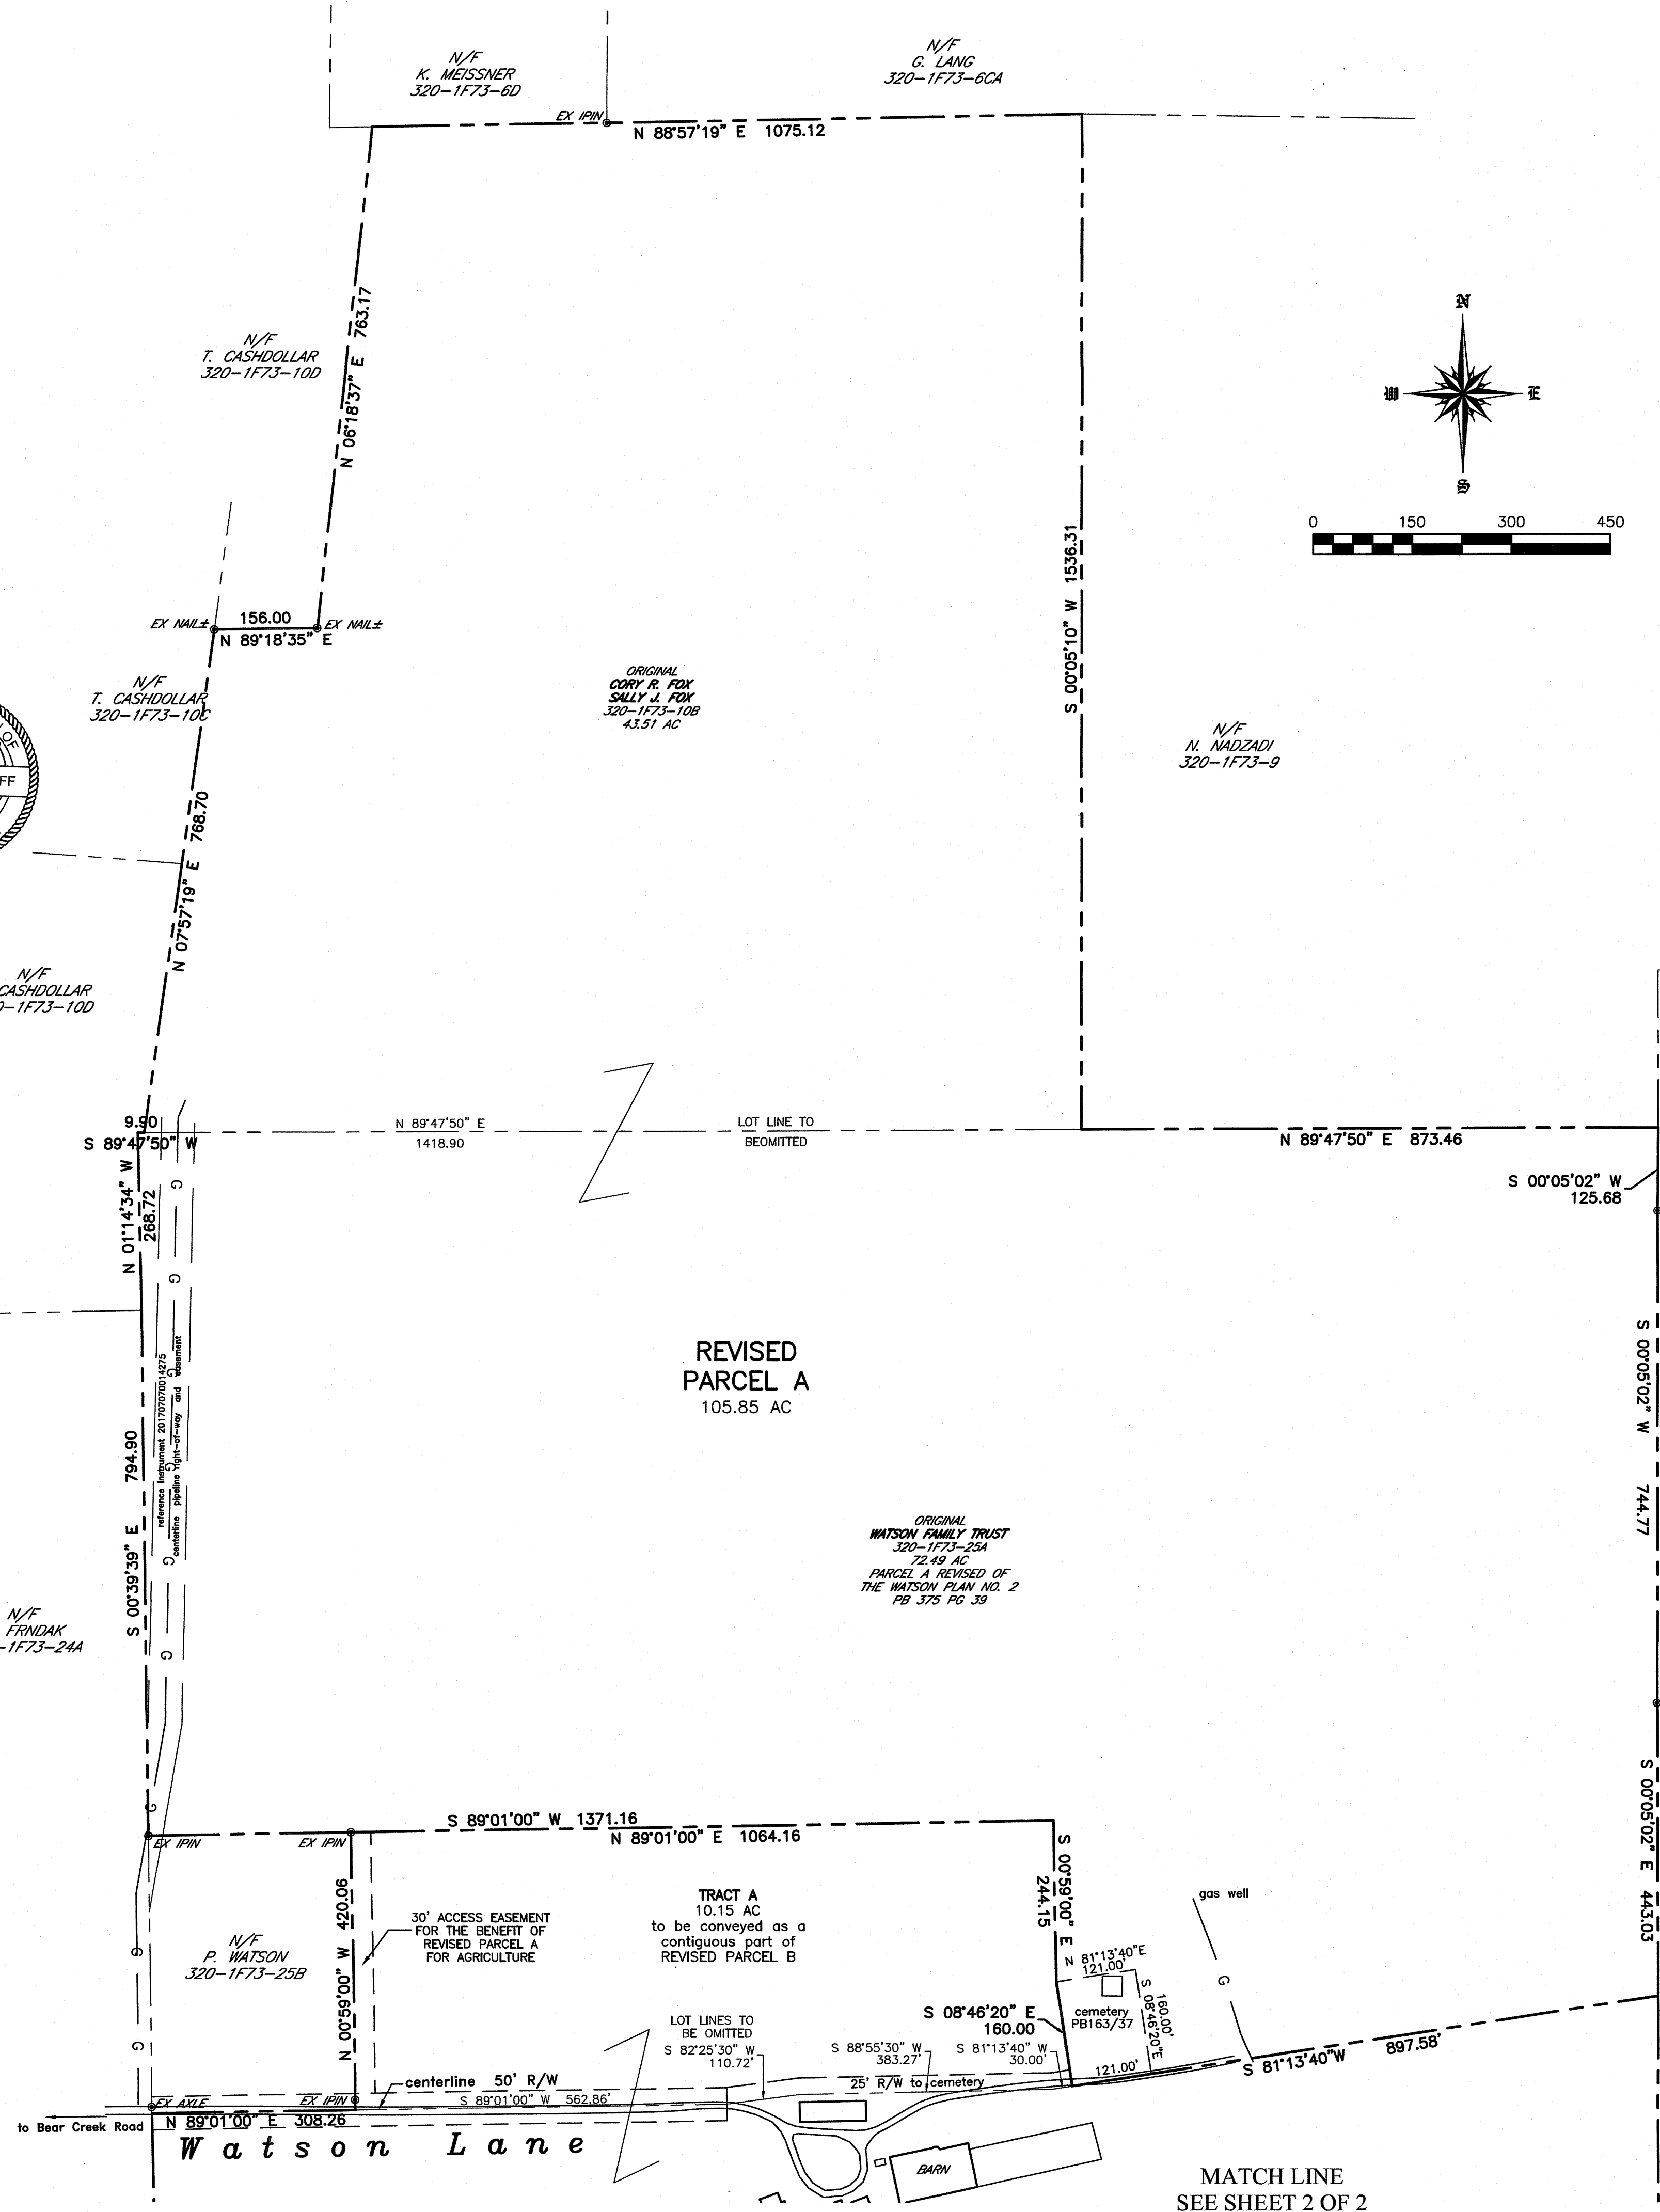 N/F
K. MEISSNER
320-1F73-6D
N/F
G. LANG
320-1F73-6CA
EX IPIN
N 88°57'19" E 1075.12
N/F
T. CASHDOLLAR
320-1F73-10D
N 06°18'37" E 763.17
N
W E
S
0 150 300 450
S 00°05'10" W 1536.31
EX NAIL±
156.00
EX NAIL±
N 89°18'35" E
N/F
T. CASHDOLLAR
320-1F73-10C
ORIGINAL
CORY R. FOX
SALLY J. FOX
320-1F73-10B
43.51 AC
N/F
N. NADZADI
320-1F73-9
OF
FF
N 07°57'19" E 768.70
N/F
CASHDOLLAR
0-1F73-10D
9.90
S 89°47'50" W
N 89°47'50" E
1418.90
LOT LINE TO
BEOMITTED
N 89°47'50" E 873.46
S 00°05'02" W
125.68
N 01°14'34" W
268.72
G
G
G
G
G
G
reference Instrument 201707070014275
centerline pipeline right-of-way and easement
S 00°39'39" E 794.90
REVISED
PARCEL A
105.85 AC
S 00°05'02" W 744.77
ORIGINAL
WATSON FAMILY TRUST
320-1F73-25A
72.49 AC
PARCEL A REVISED OF
THE WATSON PLAN NO. 2
PB 375 PG 39
N/F
FRNDAK
-1F73-24A
S 00°05'02" E 443.03
G
EX IPIN
EX IPIN
S 89°01'00" W 1371.16
N 89°01'00" E 1064.16
S 00°59'00" E
244.15
N/F
P. WATSON
320-1F73-25B
G
G
N 00°59'00" W 420.06
30' ACCESS EASEMENT
FOR THE BENEFIT OF
REVISED PARCEL A
FOR AGRICULTURE
TRACT A
10.15 AC
to be conveyed as a
contiguous part of
REVISED PARCEL B
gas well
G
N 81°13'40"E
121.00'
S 08°46'20"E
160.00'
cemetery
PB163/37
S 08°46'20" E
160.00
LOT LINES TO
BE OMITTED
S 82°25'30" W
110.72'
S 88°55'30" W
383.27'
S 81°13'40" W
30.00'
121.00'
S 81°13'40"W 897.58'
25' R/W to cemetery
centerline 50' R/W
S 89°01'00" W 562.86'
EX AXLE
EX IPIN
N 89°01'00" E 308.26
to Bear Creek Road
Watson Lane
BARN
MATCH LINE
SEE SHEET 2 OF 2